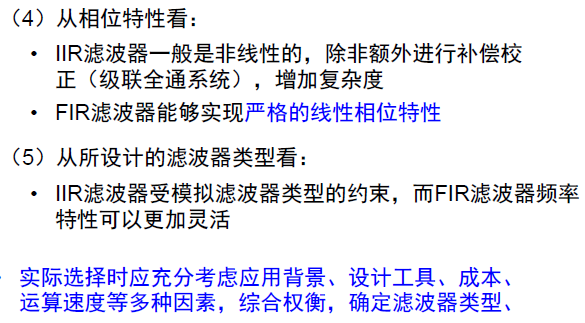 （4）从相位特性看：
• IIR滤波器一般是非线性的，除非额外进行补偿校
正（级联全通系统），增加复杂度
• FIR滤波器能够实现严格的线性相位特性
（5）从所设计的滤波器类型看：
• IIR滤波器受模拟滤波器类型的约束，而FIR滤波器频率
特性可以更加灵活
• 实际选择时应充分考虑应用背景、设计工具、成本、
运算速度等多种因素，综合权衡，确定滤波器类型、